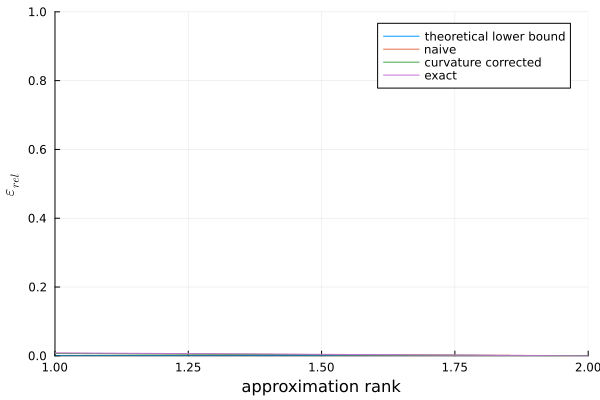 1.0
theoretical lower bound
naive
curvature corrected
exact
0.8
0.6
ε_rel
0.4
0.2
0.0
1.00 1.25 1.50 1.75 2.00
approximation rank